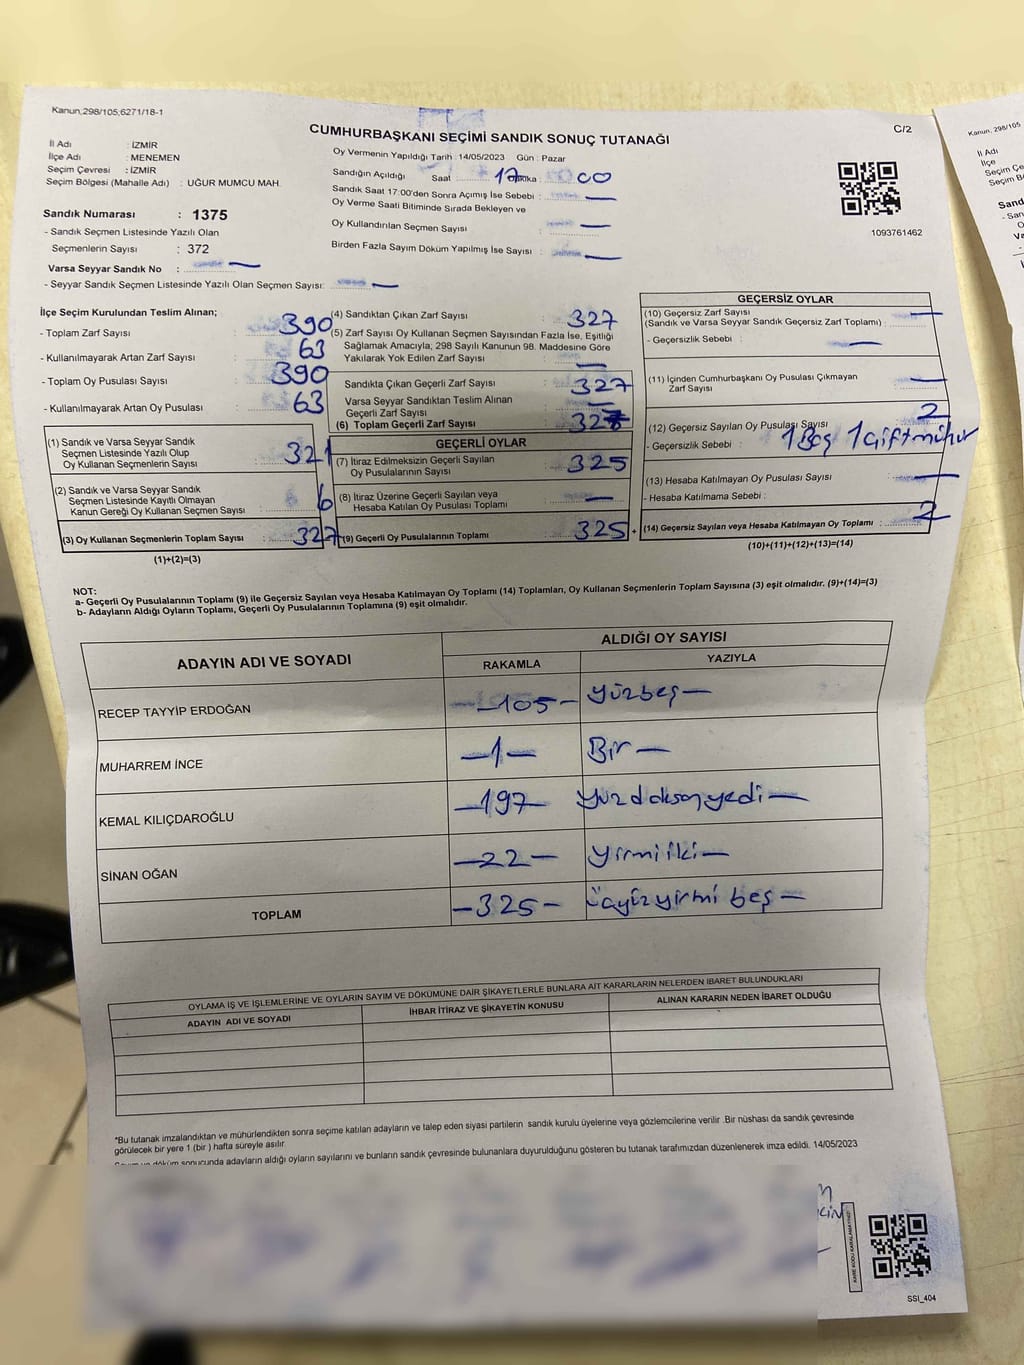 Kanun;298/105;6271/18-1
C/2
CUMHURBAŞKANI SEÇİMİ SANDIK SONUÇ TUTANAĞI
İl Adı : İZMİR
İlçe Adı : MENEMEN
Seçim Çevresi : İZMİR
Seçim Bölgesi (Mahalle Adı) : UĞUR MUMCU MAH.
Oy Vermenin Yapıldığı Tarih :14/05/2023 Gün : Pazar
Sandığın Açıldığı Saat : 17 Dakika : 00
Sandık Saat 17:00'den Sonra Açımış İse Sebebi : —
Oy Verme Saati Bitiminde Sırada Bekleyen ve
Oy Kullandırılan Seçmen Sayısı : —
Birden Fazla Sayım Döküm Yapılmış İse Sayısı : —
1093761462
Sandık Numarası : 1375
- Sandık Seçmen Listesinde Yazılı Olan
Seçmenlerin Sayısı : 372
Varsa Seyyar Sandık No : —
- Seyyar Sandık Seçmen Listesinde Yazılı Olan Seçmen Sayısı: —
İlçe Seçim Kurulundan Teslim Alınan;
- Toplam Zarf Sayısı : 390
- Kullanılmayarak Artan Zarf Sayısı : 63
- Toplam Oy Pusulası Sayısı : 390
- Kullanılmayarak Artan Oy Pusulası : 63
(1) Sandık ve Varsa Seyyar Sandık
Seçmen Listesinde Yazılı Olup
Oy Kullanan Seçmenlerin Sayısı : 321
(2) Sandık ve Varsa Seyyar Sandık
Seçmen Listesinde Kayıtlı Olmayan
Kanun Gereği Oy Kullanan Seçmen Sayısı : 6
(3) Oy Kullanan Seçmenlerin Toplam Sayısı : 327
(1)+(2)=(3)
(4) Sandıktan Çıkan Zarf Sayısı : 327
(5) Zarf Sayısı Oy Kullanan Seçmen Sayısından Fazla İse, Eşitliği
Sağlamak Amacıyla; 298 Sayılı Kanunun 98. Maddesine Göre
Yakılarak Yok Edilen Zarf Sayısı : —
Sandıkta Çıkan Geçerli Zarf Sayısı : 327
Varsa Seyyar Sandıktan Teslim Alınan
Geçerli Zarf Sayısı : —
(6) Toplam Geçerli Zarf Sayısı : 327
GEÇERLİ OYLAR
(7) İtiraz Edilmeksizin Geçerli Sayılan
Oy Pusulalarının Sayısı : 325
(8) İtiraz Üzerine Geçerli Sayılan veya
Hesaba Katılan Oy Pusulası Toplamı : —
(9) Geçerli Oy Pusulalarının Toplamı : 325 +
GEÇERSİZ OYLAR
(10) Geçersiz Zarf Sayısı
(Sandık ve Varsa Seyyar Sandık Geçersiz Zarf Toplamı) : —
- Geçersizlik Sebebi : —
(11) İçinden Cumhurbaşkanı Oy Pusulası Çıkmayan
Zarf Sayısı : —
(12) Geçersiz Sayılan Oy Pusulası Sayısı : 2
- Geçersizlik Sebebi : 1 Boş 1 Çift mühür
(13) Hesaba Katılmayan Oy Pusulası Sayısı : —
- Hesaba Katılmama Sebebi :
(14) Geçersiz Sayılan veya Hesaba Katılmayan Oy Toplamı : 2
(10)+(11)+(12)+(13)=(14)
NOT:
a- Geçerli Oy Pusulalarının Toplamı (9) ile Geçersiz Sayılan veya Hesaba Katılmayan Oy Toplamı (14) Toplamları, Oy Kullanan Seçmenlerin Toplam Sayısına (3) eşit olmalıdır. (9)+(14)=(3)
b- Adayların Aldığı Oyların Toplamı, Geçerli Oy Pusulalarının Toplamına (9) eşit olmalıdır.
ADAYIN ADI VE SOYADI
ALDIĞI OY SAYISI
RAKAMLA YAZIYLA
RECEP TAYYİP ERDOĞAN —105— yüzbeş—
MUHARREM İNCE —1— Bir—
KEMAL KILIÇDAROĞLU —197— yüzdoksanyedi—
SİNAN OĞAN —22— yirmiiki—
TOPLAM —325— üçyüzyirmi beş—
OYLAMA İŞ VE İŞLEMLERİNE VE OYLARIN SAYIM VE DÖKÜMÜNE DAİR ŞİKAYETLERLE BUNLARA AİT KARARLARIN NELERDEN İBARET BULUNDUKLARI
ADAYIN ADI VE SOYADI İHBAR İTİRAZ VE ŞİKAYETİN KONUSU ALINAN KARARIN NEDEN İBARET OLDUĞU
*Bu tutanak imzalandıktan ve mühürlendikten sonra seçime katılan adayların ve talep eden siyasi partilerin sandık kurulu üyelerine veya gözlemcilerine verilir .Bir nüshası da sandık çevresinde
görülecek bir yere 1 (bir ) hafta süreyle asılır.
Sayım ve döküm sonucunda adayların aldığı oyların sayılarını ve bunların sandık çevresinde bulunanlara duyurulduğunu gösteren bu tutanak tarafımızdan düzenlenerek imza edildi. 14/05/2023
KARE KODU KARALAMAYINIZ!
SSI_404
Kanun, 298/105
İl Adı
İlçe